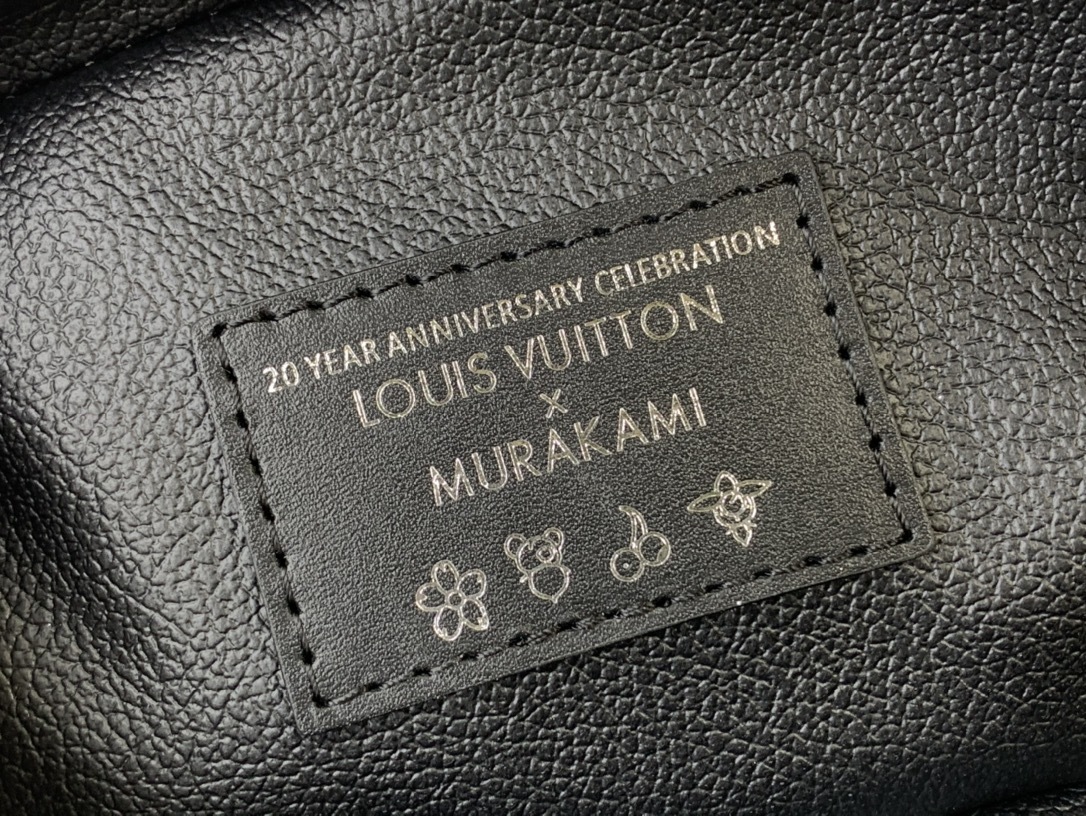 20 YEAR ANNIVERSARY CELEBRATION
LOUIS VUITTON
x
MURAKAMI